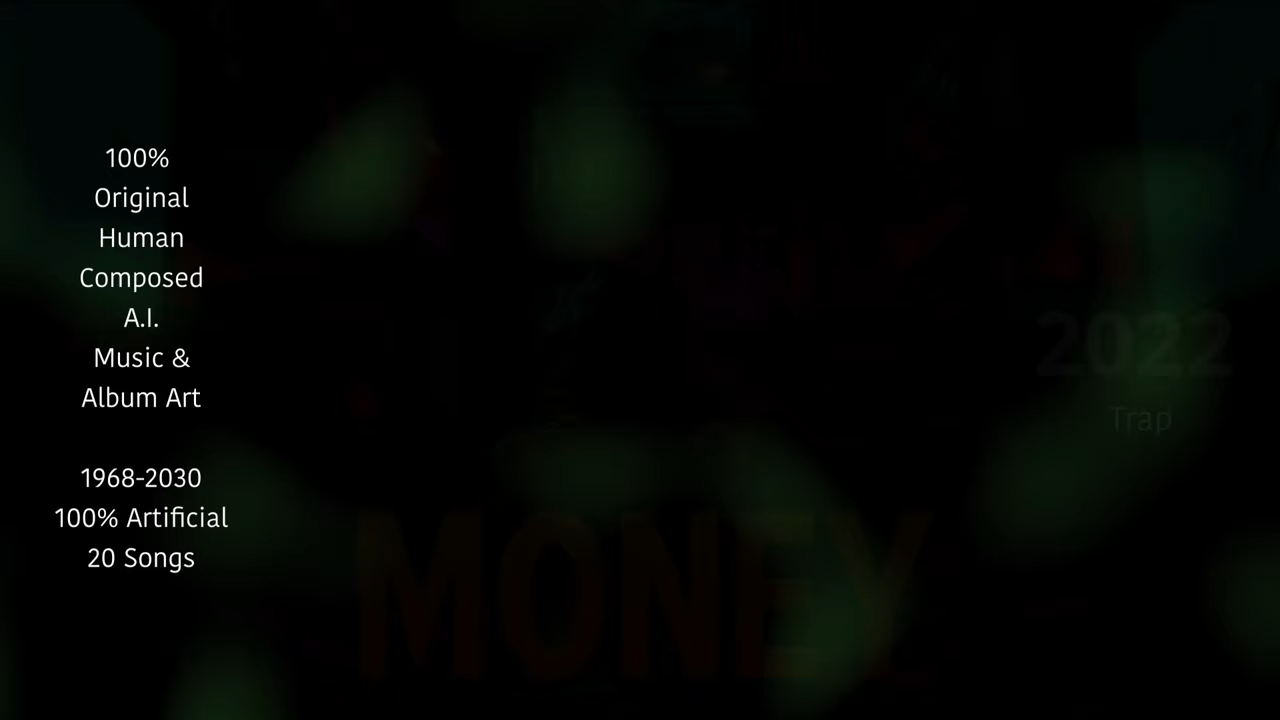 100%
Original
Human
Composed
A.I.
Music &
Album Art
1968-2030
100% Artificial
20 Songs
2022
Trap
MONEY